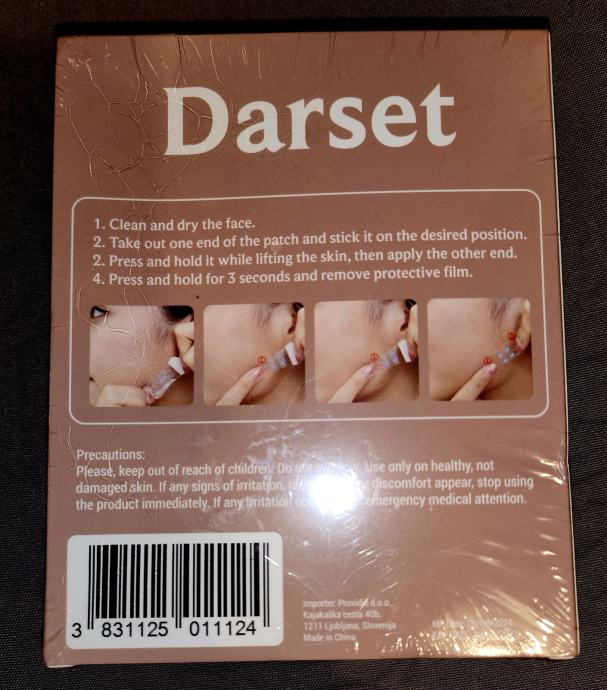 Darset
1. Clean and dry the face.
2. Take out one end of the patch and stick it on the desired position.
2. Press and hold it while lifting the skin, then apply the other end.
4. Press and hold for 3 seconds and remove protective film.
Precautions:
Please, keep out of reach of children. Do not Use only on healthy, not
damaged skin. If any signs of irritation, discomfort appear, stop using
the product immediately. If any irritation emergency medical attention.
3 831125 011124
Importer: Providio d.o.o.,
Kajakaška cesta 40b,
1211 Ljubljana, Slovenija
Made in China